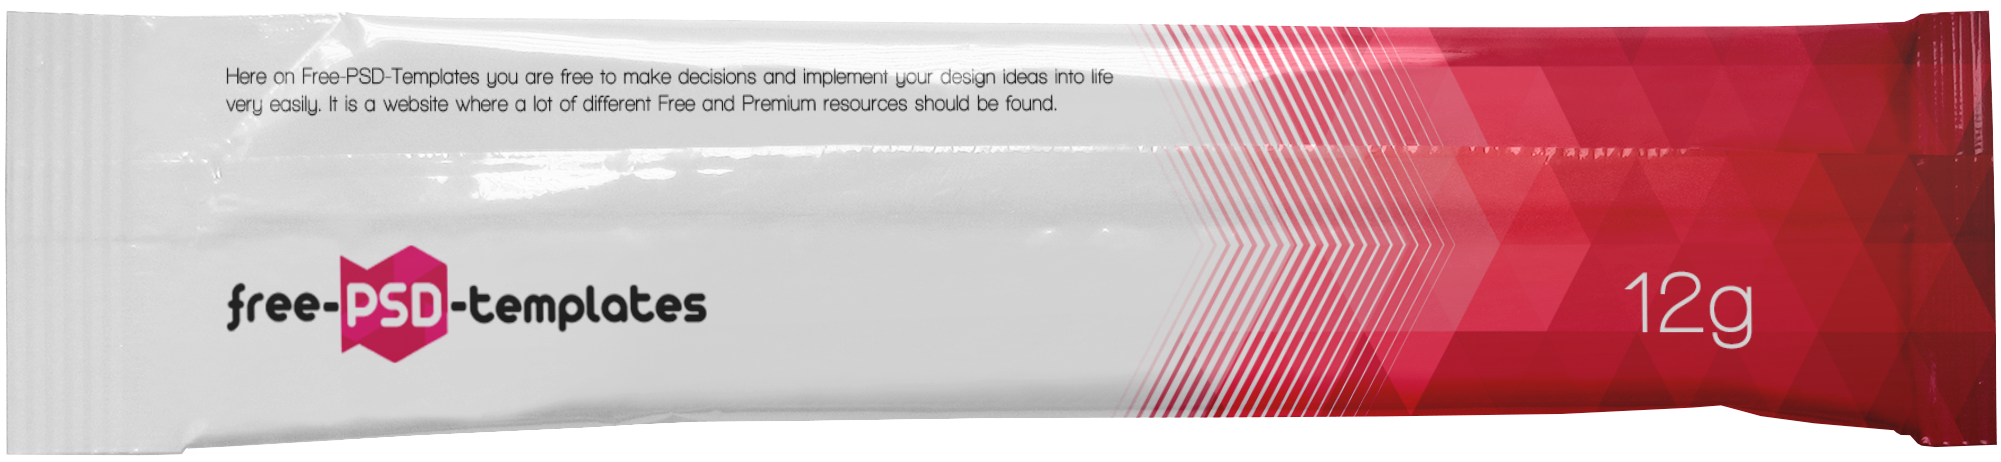 Here on Free-PSD-Templates you are free to make decisions and implement your design ideas into life
very easily. It is a website where a lot of different Free and Premium resources should be found.
free-PSD-templates
12g